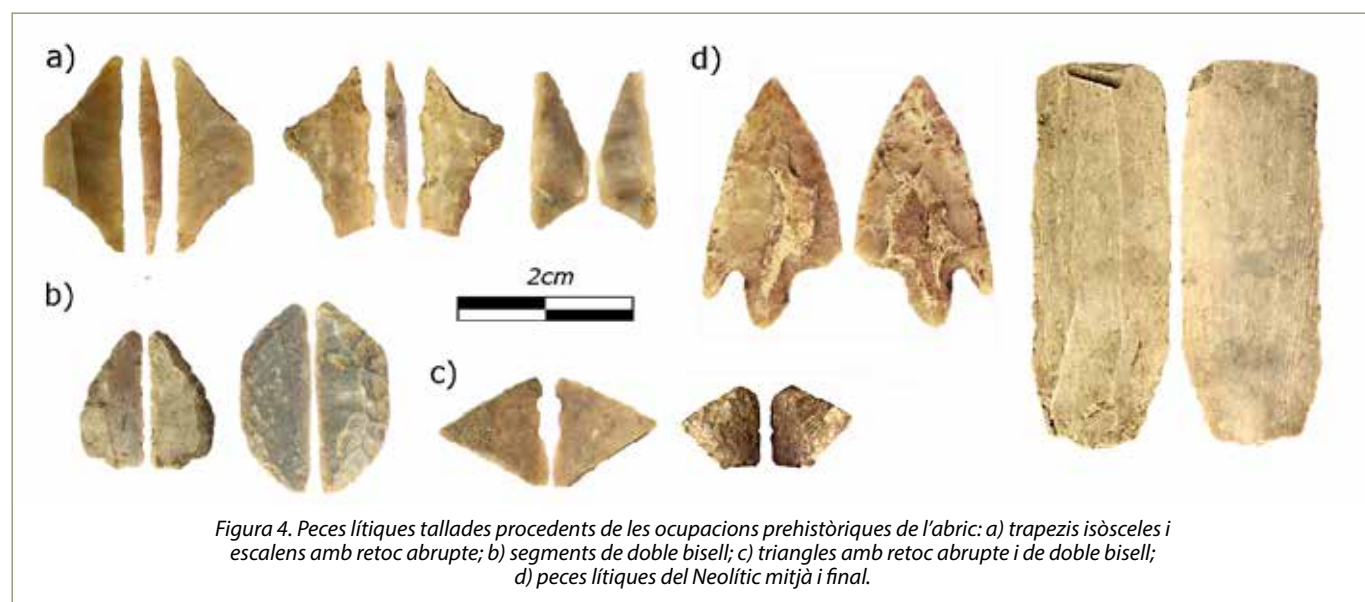 a)
d)
2cm
b)
c)
Figura 4. Peces lítiques tallades procedents de les ocupacions prehistòriques de l'abric: a) trapezis isòsceles i
escalens amb retoc abrupte; b) segments de doble bisell; c) triangles amb retoc abrupte i de doble bisell;
d) peces lítiques del Neolític mitjà i final.